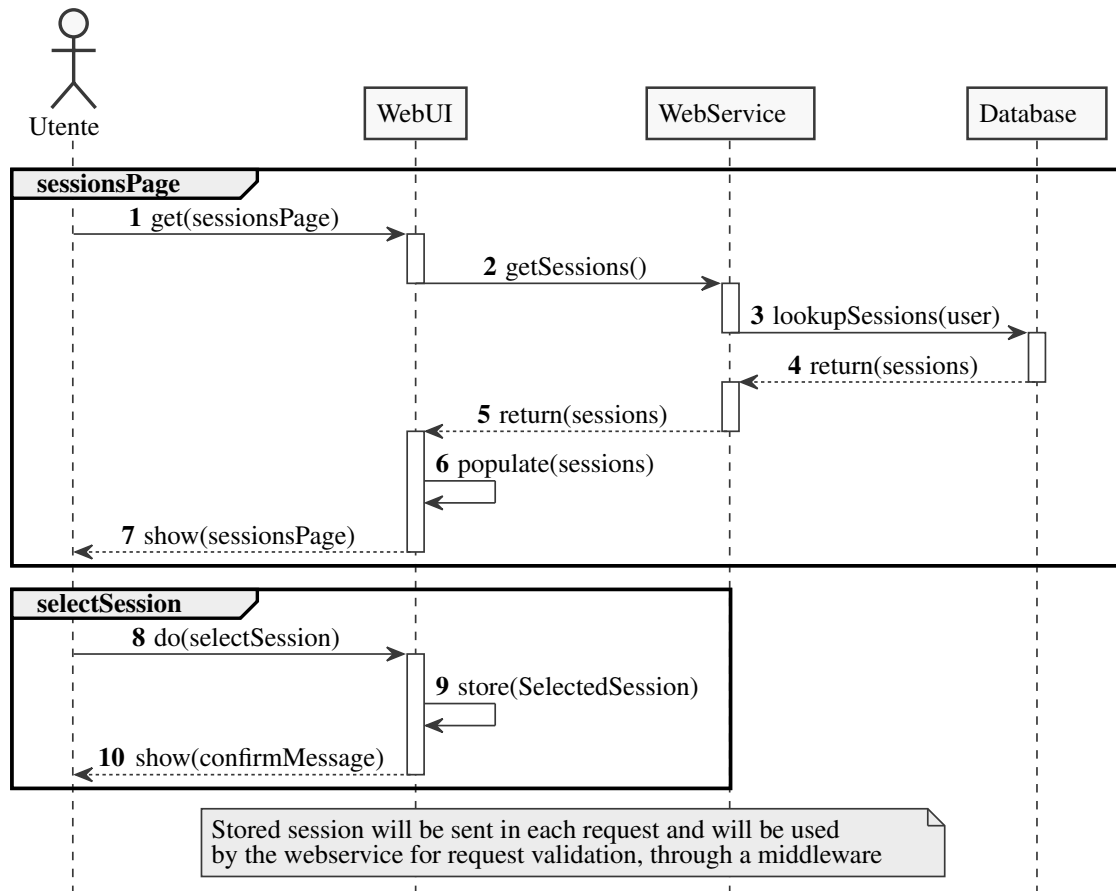 Utente
WebUI
WebService
Database
sessionsPage
1 get(sessionsPage)
2 getSessions()
3 lookupSessions(user)
4 return(sessions)
5 return(sessions)
6 populate(sessions)
7 show(sessionsPage)
selectSession
8 do(selectSession)
9 store(SelectedSession)
10 show(confirmMessage)
Stored session will be sent in each request and will be used
by the webservice for request validation, through a middleware